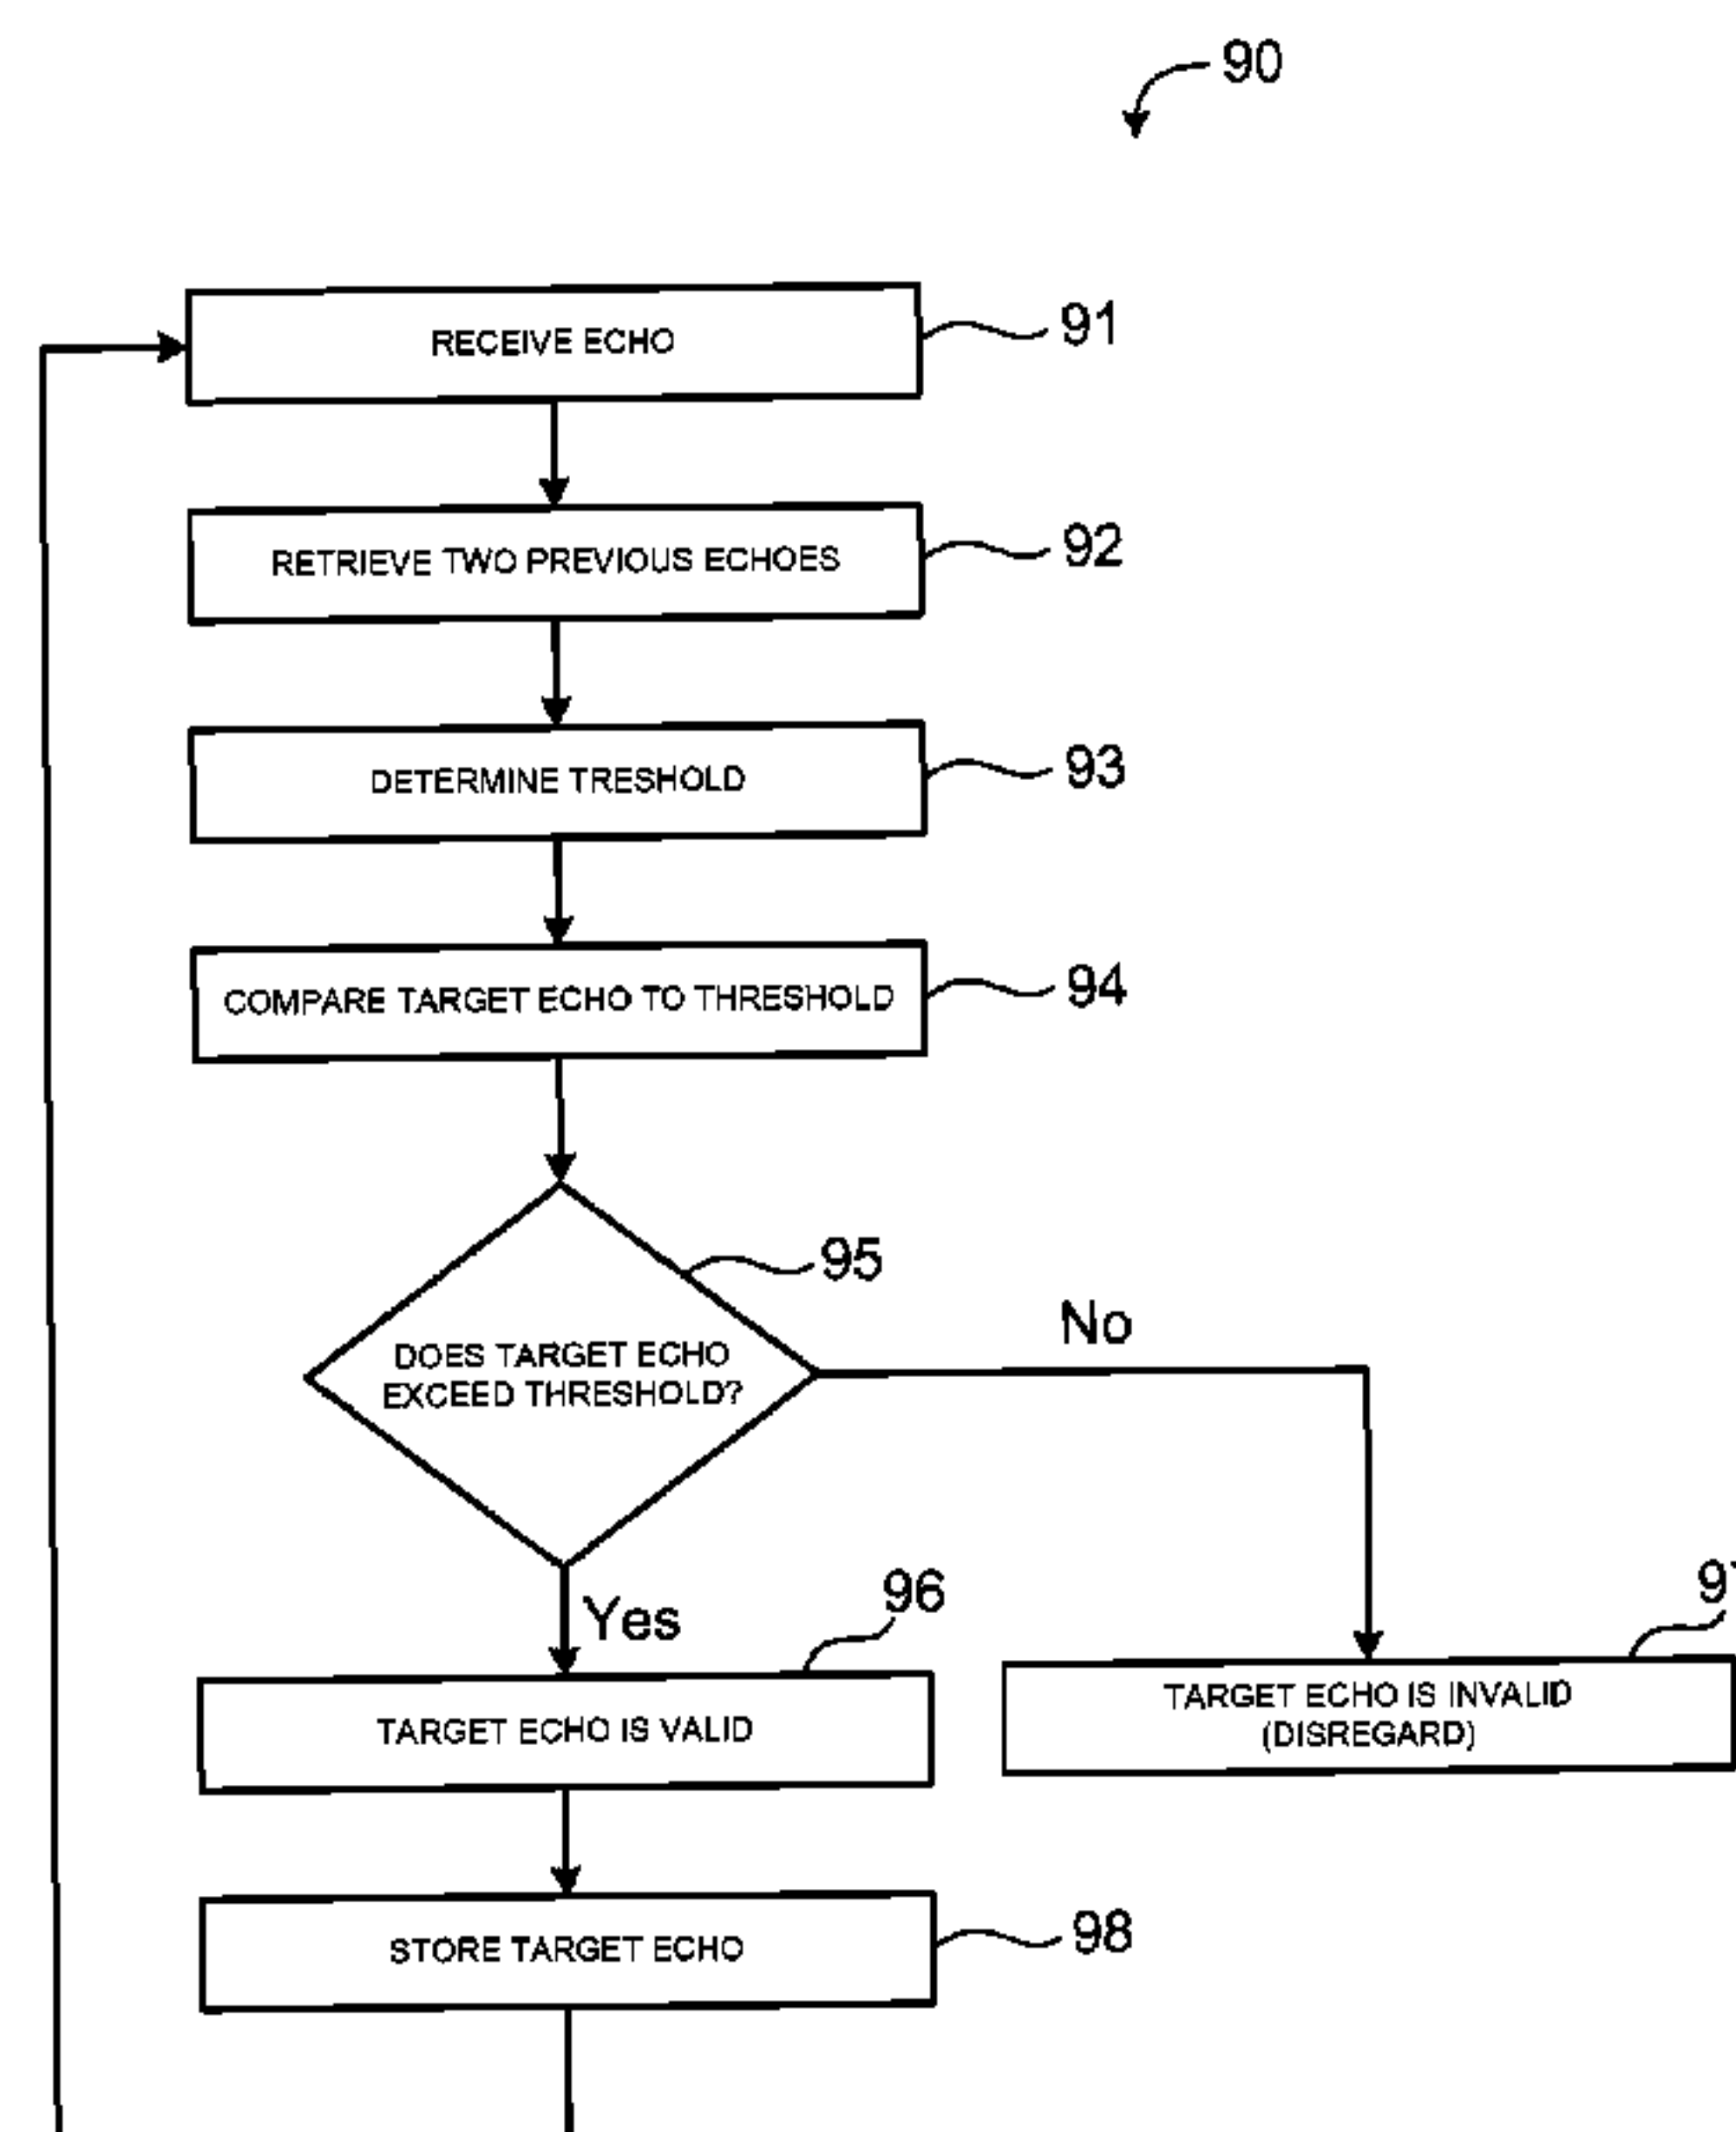 90
RECEIVE ECHO
91
RETRIEVE TWO PREVIOUS ECHOES
92
DETERMINE TRESHOLD
93
COMPARE TARGET ECHO TO THRESHOLD
94
95
DOES TARGET ECHO
EXCEED THRESHOLD?
No
Yes
96
TARGET ECHO IS VALID
TARGET ECHO IS INVALID
(DISREGARD)
STORE TARGET ECHO
98